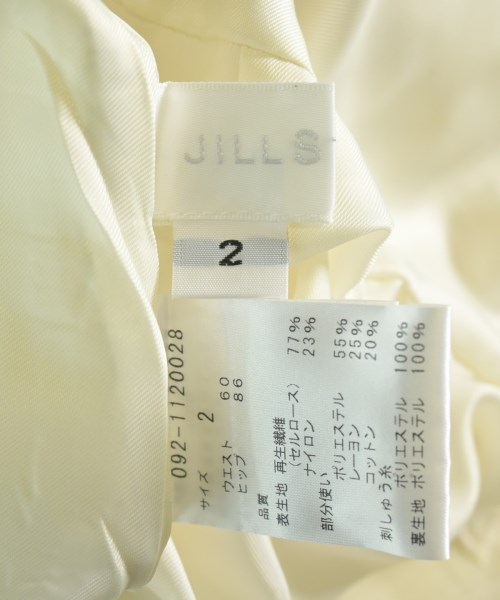 JILL S
2
092-1120028
サイズ 2
ウエスト 60
ヒップ 86
品質
表生地 再生繊維 77%
(セルロース)
ナイロン 23%
部分使い
ポリエステル 55%
レーヨン 25%
コットン 20%
刺しゅう糸
ポリエステル 100%
裏生地 ポリエステル 100%